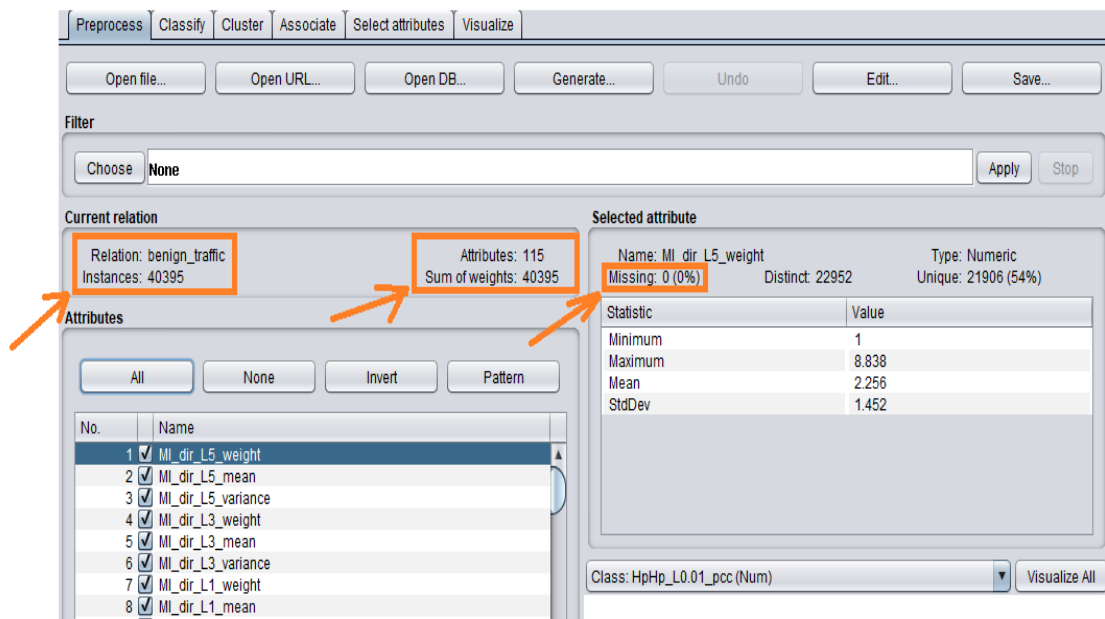 Preprocess Classify Cluster Associate Select attributes Visualize
Open file... Open URL... Open DB... Generate... Undo Edit... Save...
Filter
Choose None Apply Stop
Current relation
Relation: benign_traffic Attributes: 115
Instances: 40395 Sum of weights: 40395
Attributes
All None Invert Pattern
No. Name
1 MI_dir_L5_weight
2 MI_dir_L5_mean
3 MI_dir_L5_variance
4 MI_dir_L3_weight
5 MI_dir_L3_mean
6 MI_dir_L3_variance
7 MI_dir_L1_weight
8 MI_dir_L1_mean
Selected attribute
Name: MI_dir_L5_weight Type: Numeric
Missing: 0 (0%) Distinct: 22952 Unique: 21906 (54%)
Statistic Value
Minimum 1
Maximum 8.838
Mean 2.256
StdDev 1.452
Class: HpHp_L0.01_pcc (Num) Visualize All